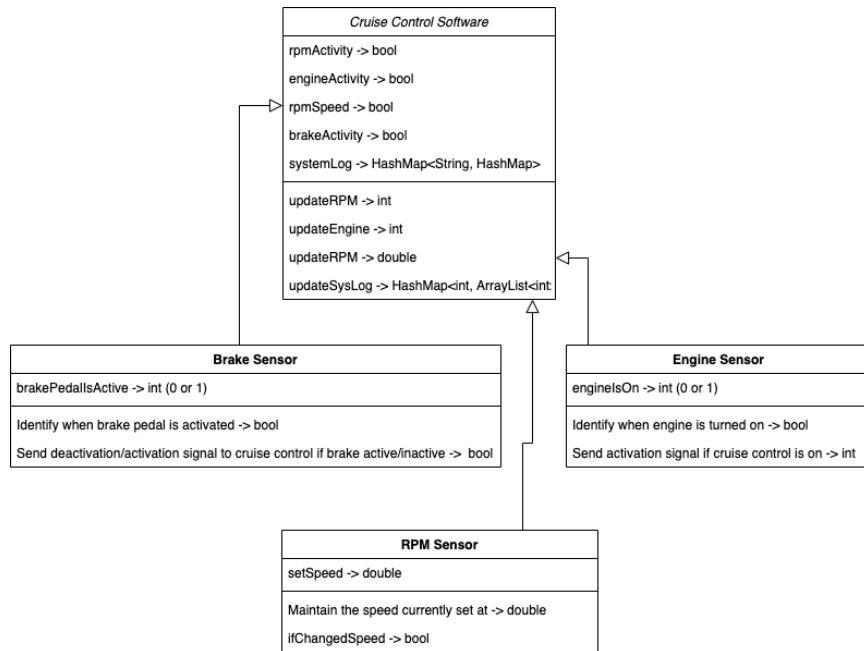 Cruise Control Software
rpmActivity -> bool
engineActivity -> bool
rpmSpeed -> bool
brakeActivity -> bool
systemLog -> HashMap<String, HashMap>
updateRPM -> int
updateEngine -> int
updateRPM -> double
updateSysLog -> HashMap<int, ArrayList<int
Brake Sensor
brakePedalIsActive -> int (0 or 1)
Identify when brake pedal is activated -> bool
Send deactivation/activation signal to cruise control if brake active/inactive -> bool
Engine Sensor
engineIsOn -> int (0 or 1)
Identify when engine is turned on -> bool
Send activation signal if cruise control is on -> int
RPM Sensor
setSpeed -> double
Maintain the speed currently set at -> double
ifChangedSpeed -> bool